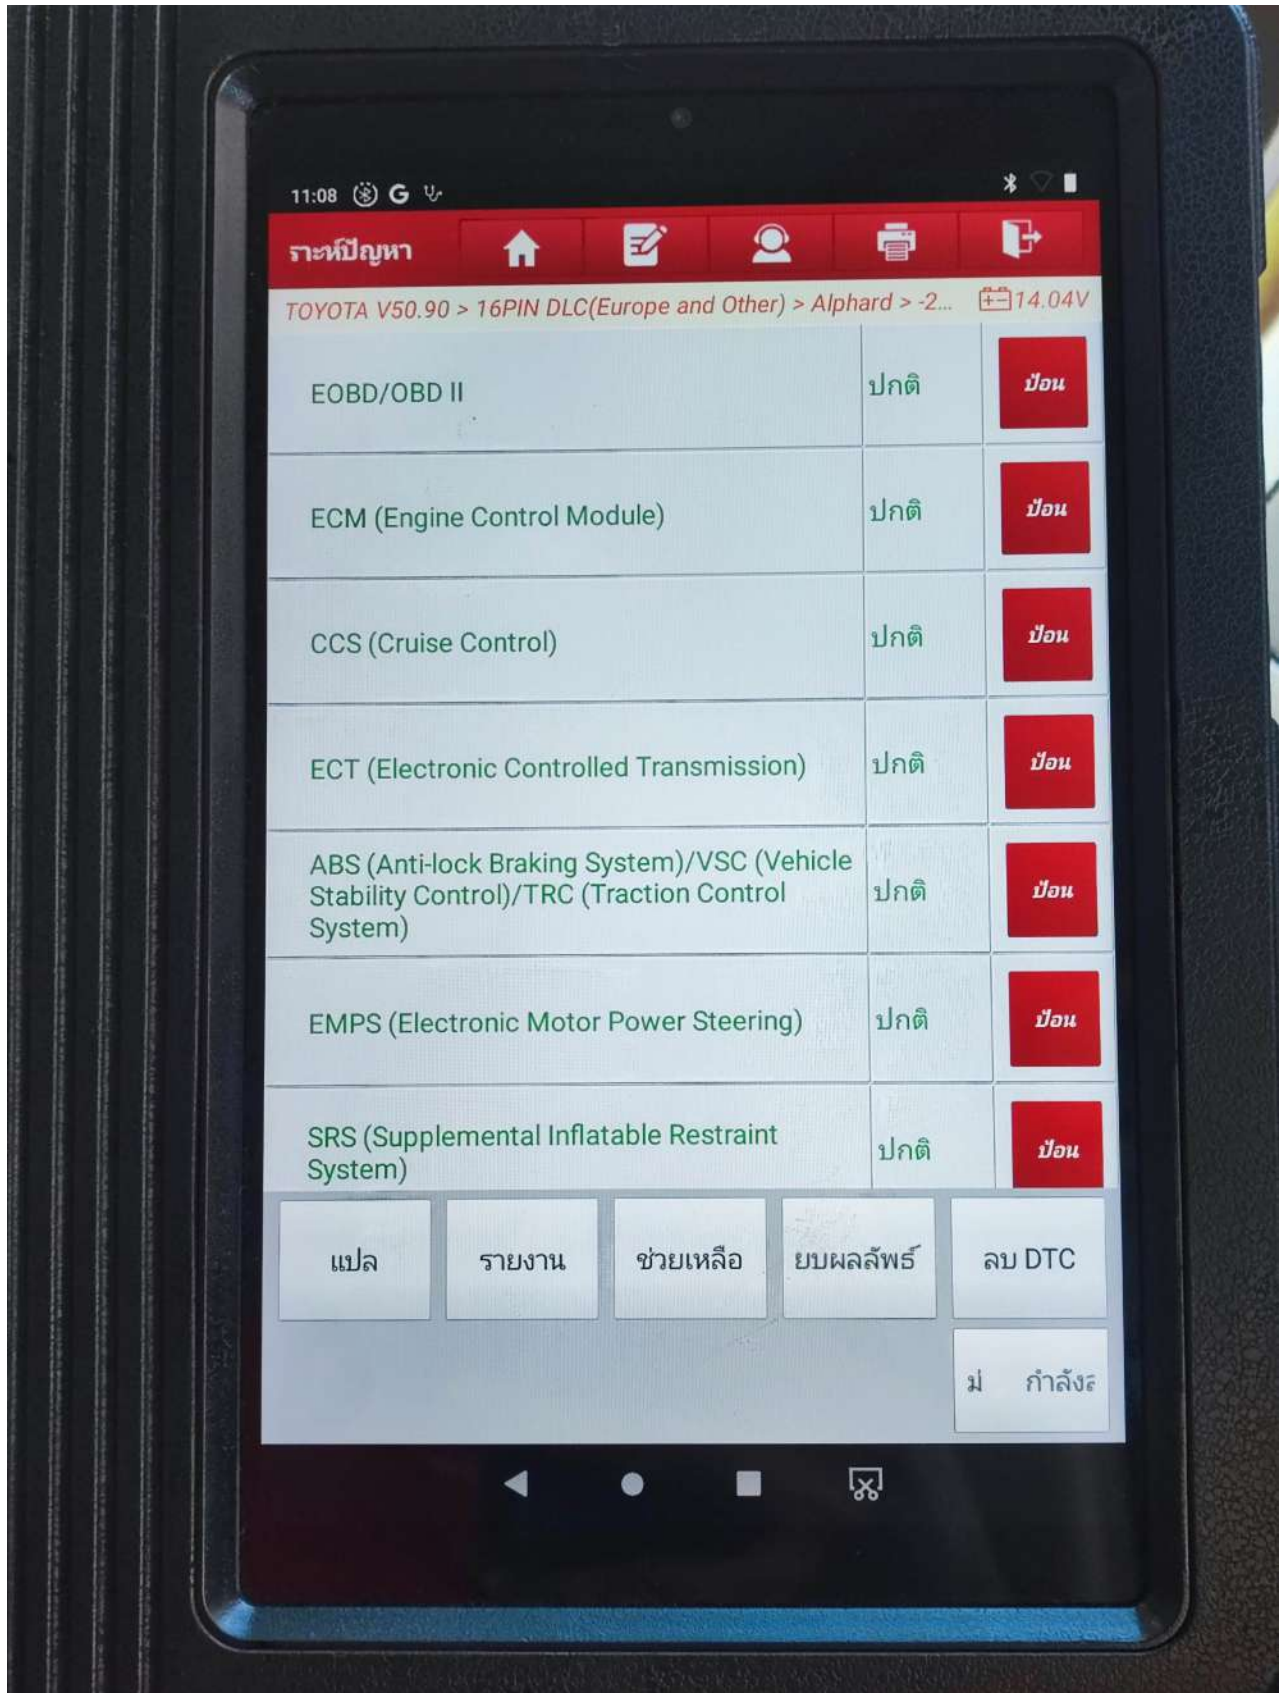 11:08 G
ราะห์ปัญหา
TOYOTA V50.90 > 16PIN DLC(Europe and Other) > Alphard > -2... 14.04V
EOBD/OBD II ปกติ ป้อน
ECM (Engine Control Module) ปกติ ป้อน
CCS (Cruise Control) ปกติ ป้อน
ECT (Electronic Controlled Transmission) ปกติ ป้อน
ABS (Anti-lock Braking System)/VSC (Vehicle
Stability Control)/TRC (Traction Control
System) ปกติ ป้อน
EMPS (Electronic Motor Power Steering) ปกติ ป้อน
SRS (Supplemental Inflatable Restraint
System) ปกติ ป้อน
แปล รายงาน ช่วยเหลือ ยบผลลัพธ์ ลบ DTC
ม่ กำลังส